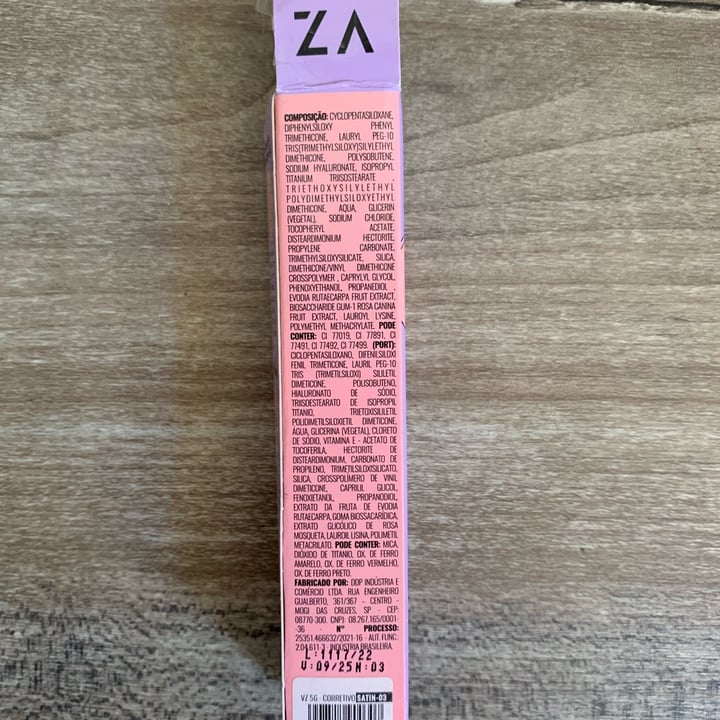 ZA
COMPOSIÇÃO: CYCLOPENTASILOXANE,
DIPHENYLSILOXY PHENYL
TRIMETHICONE, LAURYL PEG-10
TRIS(TRIMETHYLSILOXY)SILYLETHYL
DIMETHICONE, POLYSOBUTENE,
SODIUM HYALURONATE, ISOPROPYL
TITANIUM TRIISOSTEARATE ,
TRIETHOXYSILYLETHYL
POLYDIMETHYLSILOXYETHYL
DIMETHICONE, AQUA, GLICERIN
(VEGETAL), SODIUM CHLORIDE,
TOCOPHERYL ACETATE,
DISTEARDIMONIUM HECTORITE,
PROPYLENE CARBONATE,
TRIMETHYLSILOXYSILICATE, SILICA,
DIMETHICONE/VINYL DIMETHICONE
CROSSPOLYMER , CAPRYLYL GLYCOL,
PHENOXYETHANOL, PROPANEDIOL ,
EVODIA RUTAECARPA FRUIT EXTRACT,
BIOSACCHARIDE GUM-1 ROSA CANINA
FRUIT EXTRACT, LAUROYL LYSINE,
POLYMETHYL METHACRYLATE. PODE
CONTER: CI 77019, CI 77891, CI
77491, CI 77492, CI 77499. (PORT):
CICLOPENTASILOXANO, DIFENILSILOXI
FENIL TRIMETICONE, LAURIL PEG-10
TRIS (TRIMETILSILOXI) SILILETIL
DIMETICONE, POLISOBUTENO,
HIALURONATO DE SÓDIO,
TRIISOESTEARATO DE ISOPROPIL
TITANIO, TRIETOXISILILETIL
POLIDIMETILSILOXIETIL DIMETICONE,
ÁGUA, GLICERINA (VEGETAL), CLORETO
DE SÓDIO, VITAMINA E - ACETATO DE
TOCOFERILA, HECTORITE DE
DISTEARDIMONIUM, CARBONATO DE
PROPILENO, TRIMETILSILOXISILICATO,
SILICA, CROSSPOLÍMERO DE VINIL
DIMETICONE, CAPRILIL GLICOL,
FENOXIETANOL, PROPANODIOL,
EXTRATO DA FRUTA DE EVODIA
RUTAECARPA, GOMA BIOSSACARÍDICA,
EXTRATO GLICÓLICO DE ROSA
MOSQUETA, LAUROIL LISINA, POLIMETIL
METACRILATO. PODE CONTER: MICA,
DIÓXIDO DE TITANIO, OX. DE FERRO
AMARELO, OX. DE FERRO VERMELHO,
OX. DE FERRO PRETO.
FABRICADO POR: DDP INDÚSTRIA E
COMÉRCIO LTDA. RUA ENGENHEIRO
GUALBERTO, 361/367 - CENTRO -
MOGI DAS CRUZES, SP - CEP:
08770-300. CNPJ: 08.267.165/0001
-36 - Nº PROCESSO:
25351.466632/2021-16 - AUT. FUNC.:
2.04.611-3 - INDÚSTRIA BRASILEIRA.
L:1117/22
V:09/25 H:03
VZ 56 - CORRETIVO SATIN-03